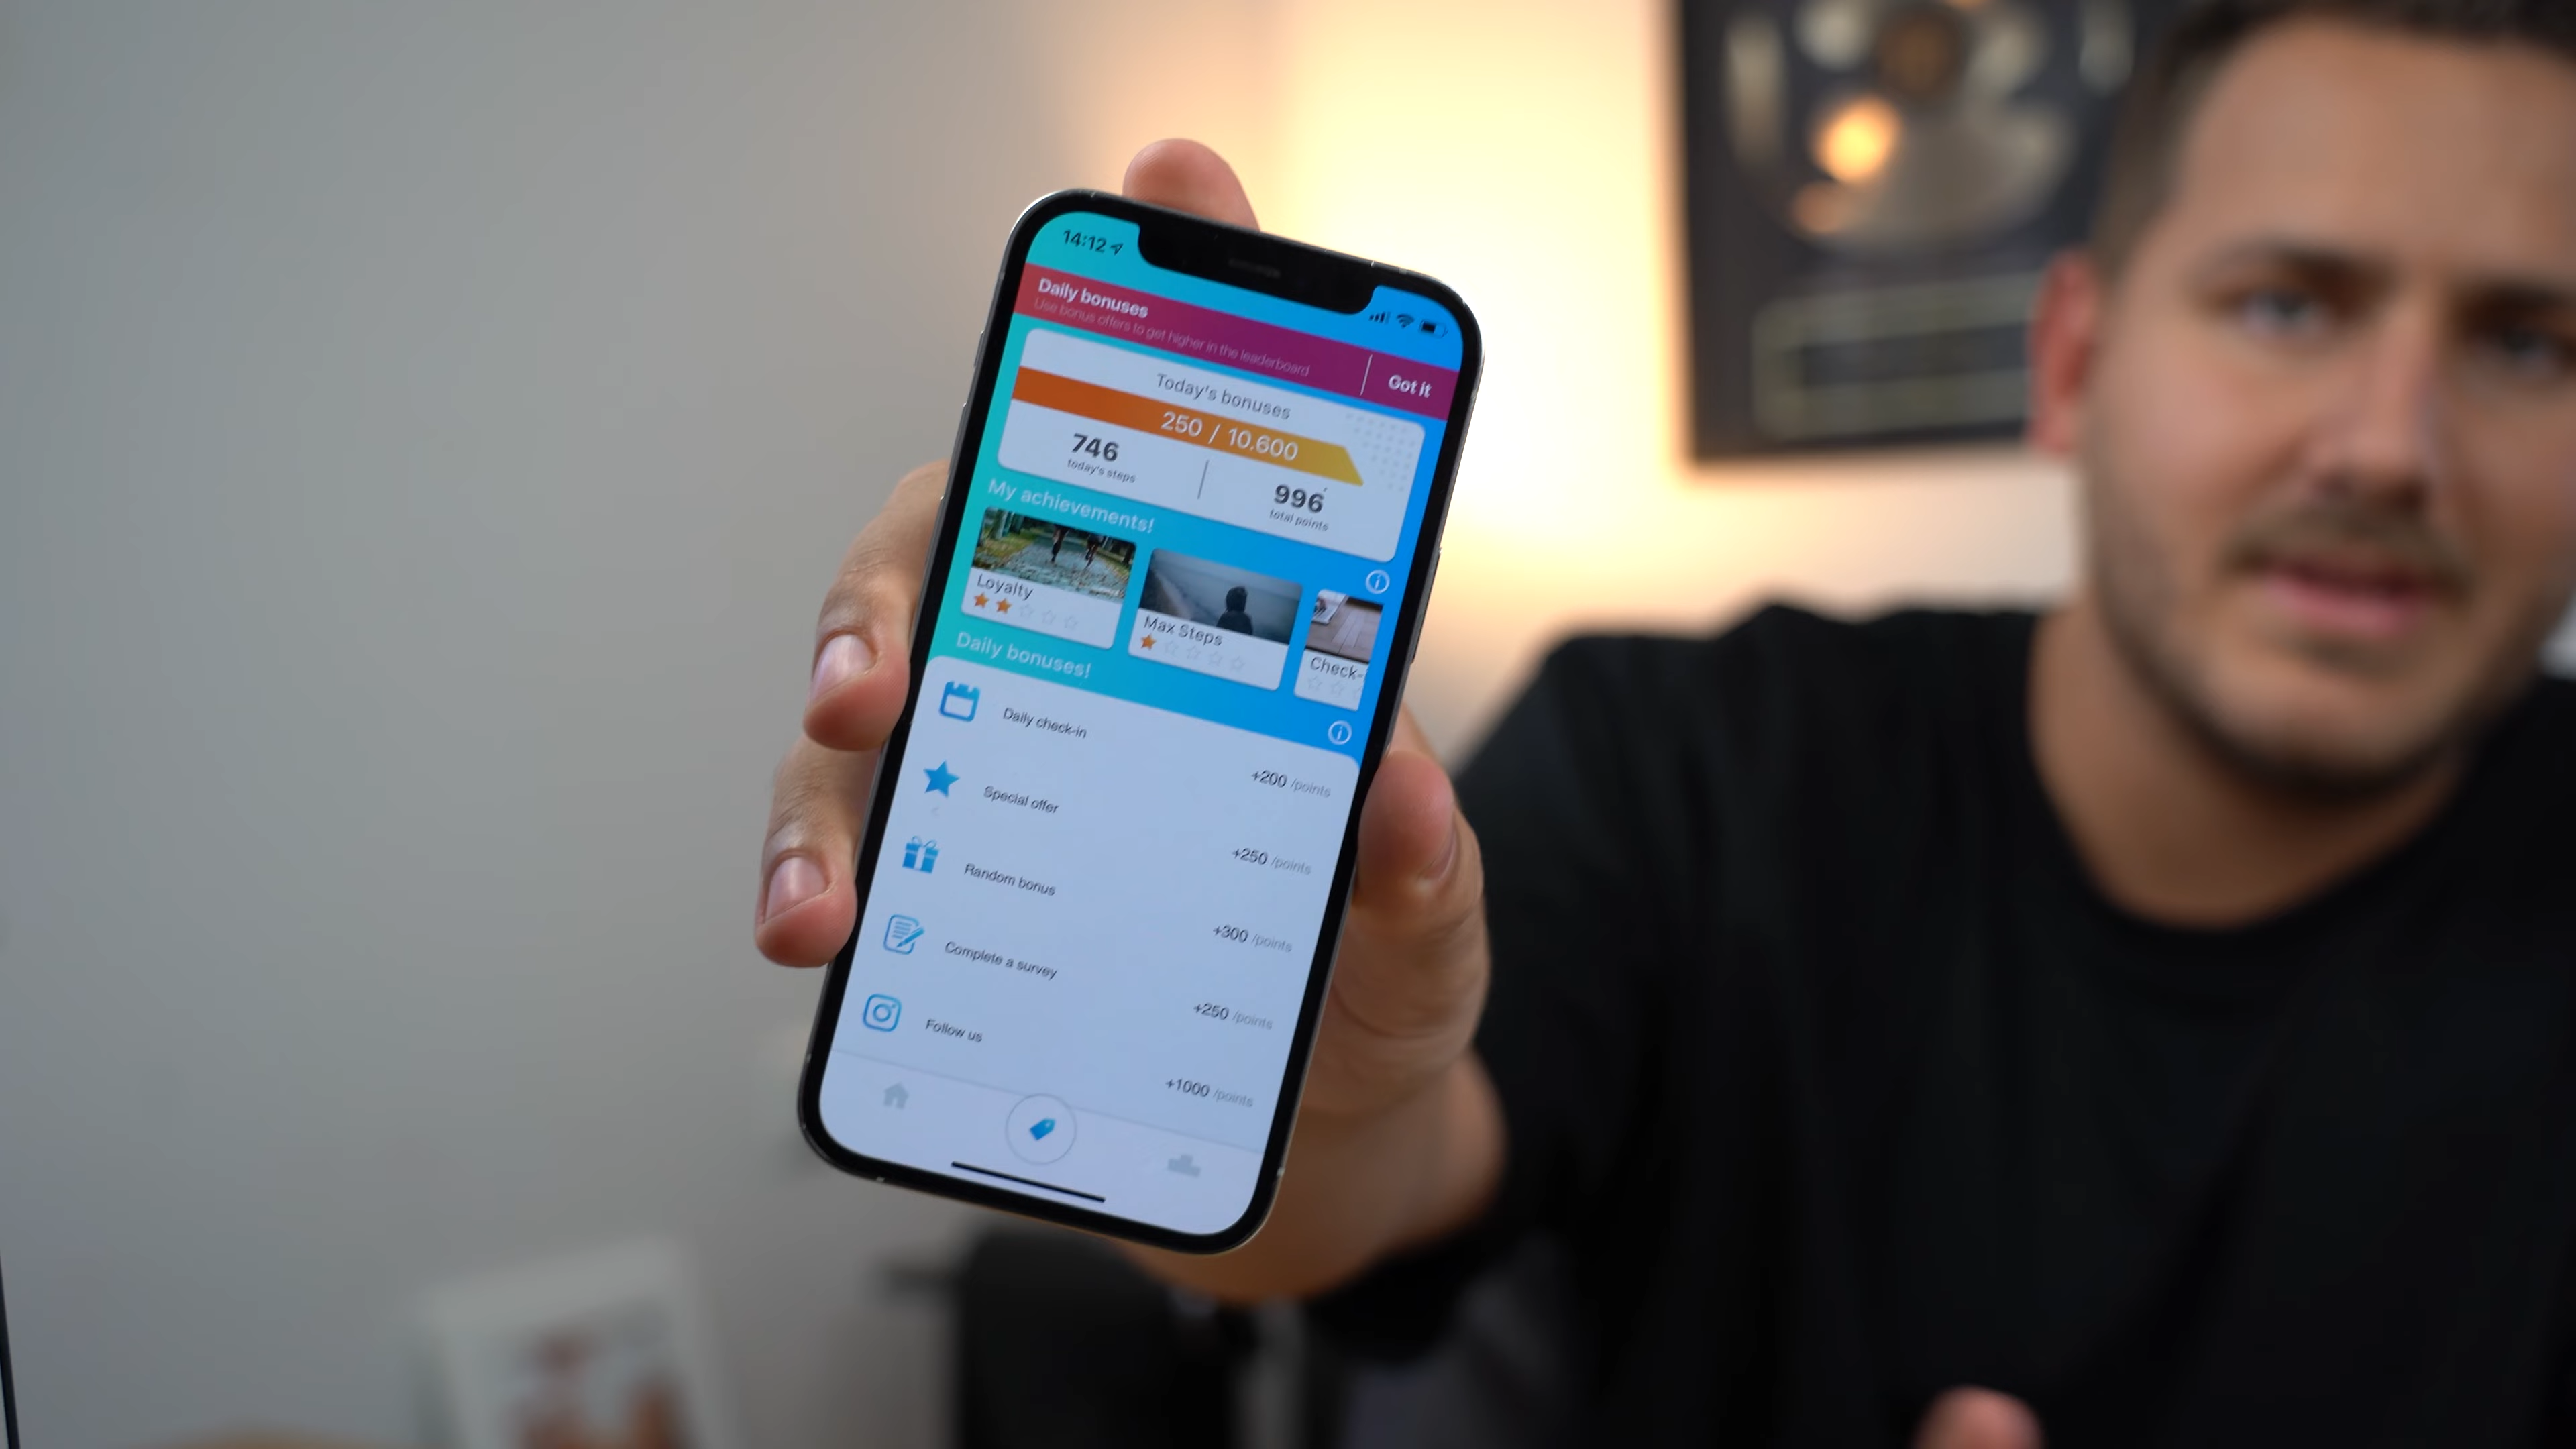 14:12
Daily bonuses
Use bonus offers to get higher in the leaderboard
Got it
Today's bonuses
250 / 10.600
746
today's steps
996
total points
My achievements!
Loyalty
Max Steps
Check-
Daily bonuses!
Daily check-in
+200 /points
Special offer
+250 /points
Random bonus
+300 /points
Complete a survey
+250 /points
Follow us
+1000 /points